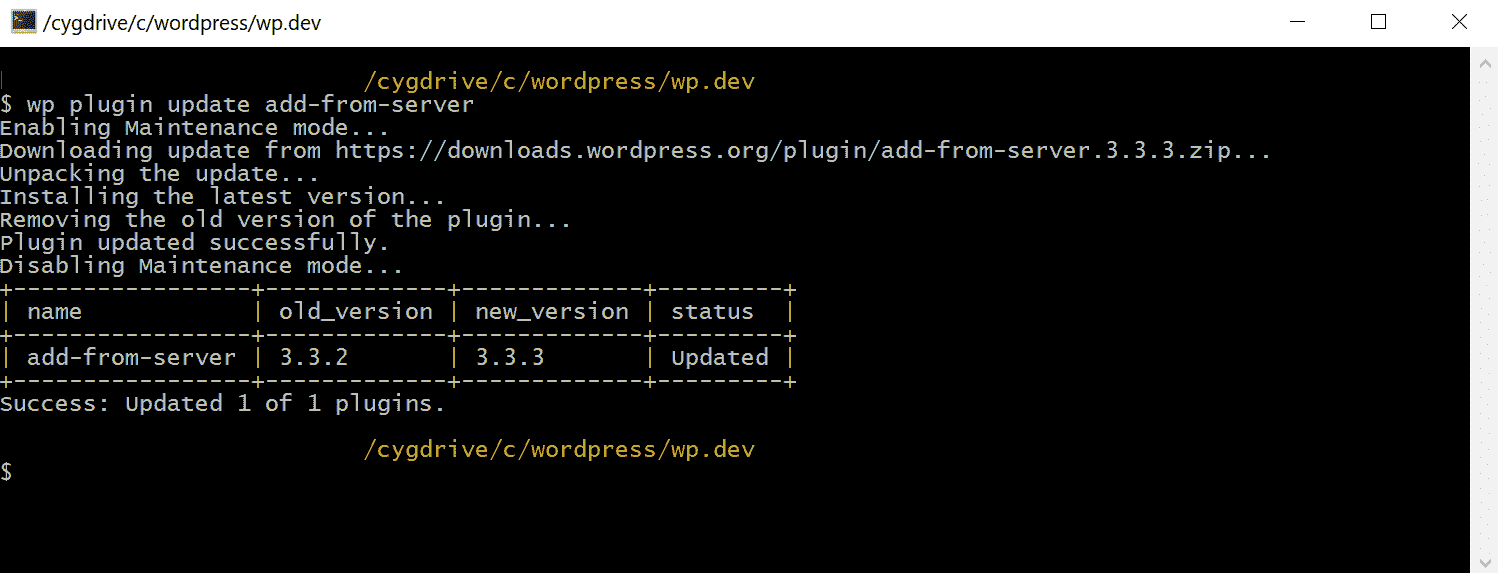 /cygdrive/c/wordpress/wp.dev
/cygdrive/c/wordpress/wp.dev
$ wp plugin update add-from-server
Enabling Maintenance mode...
Downloading update from https://downloads.wordpress.org/plugin/add-from-server.3.3.3.zip...
Unpacking the update...
Installing the latest version...
Removing the old version of the plugin...
Plugin updated successfully.
Disabling Maintenance mode...
+-----------------+-------------+-------------+---------+
| name            | old_version | new_version | status  |
+-----------------+-------------+-------------+---------+
| add-from-server | 3.3.2       | 3.3.3       | Updated |
+-----------------+-------------+-------------+---------+
Success: Updated 1 of 1 plugins.
/cygdrive/c/wordpress/wp.dev
$